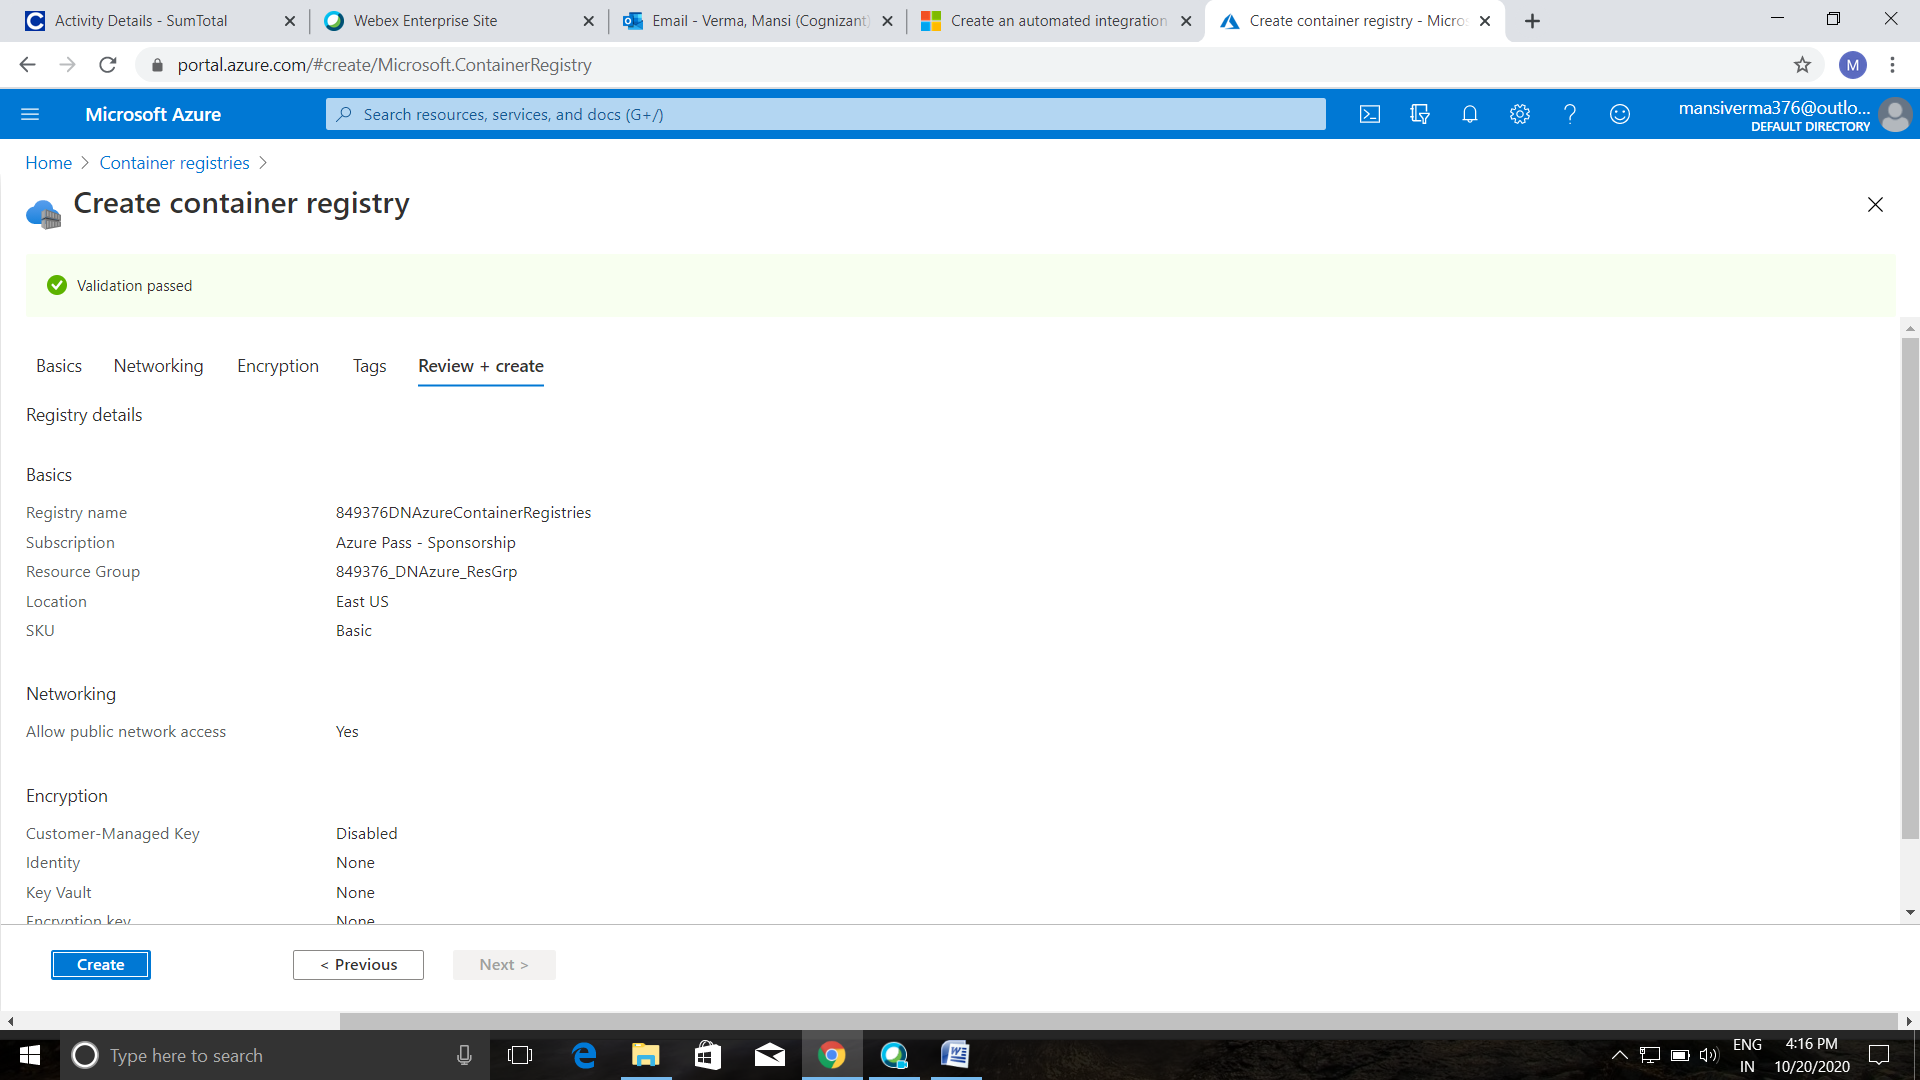 Activity Details - SumTotal
Webex Enterprise Site
Email - Verma, Mansi (Cognizant)
Create an automated integration
Create container registry - Micro
portal.azure.com/#create/Microsoft.ContainerRegistry
M
Microsoft Azure
Search resources, services, and docs (G+/)
mansiverma376@outlo...
DEFAULT DIRECTORY
Home > Container registries >
Create container registry
Validation passed
Basics Networking Encryption Tags Review + create
Registry details
Basics
Registry name 849376DNAzureContainerRegistries
Subscription Azure Pass - Sponsorship
Resource Group 849376_DNAzure_ResGrp
Location East US
SKU Basic
Networking
Allow public network access Yes
Encryption
Customer-Managed Key Disabled
Identity None
Key Vault None
Encryption key None
Create < Previous Next >
Type here to search
ENG
IN
4:16 PM
10/20/2020